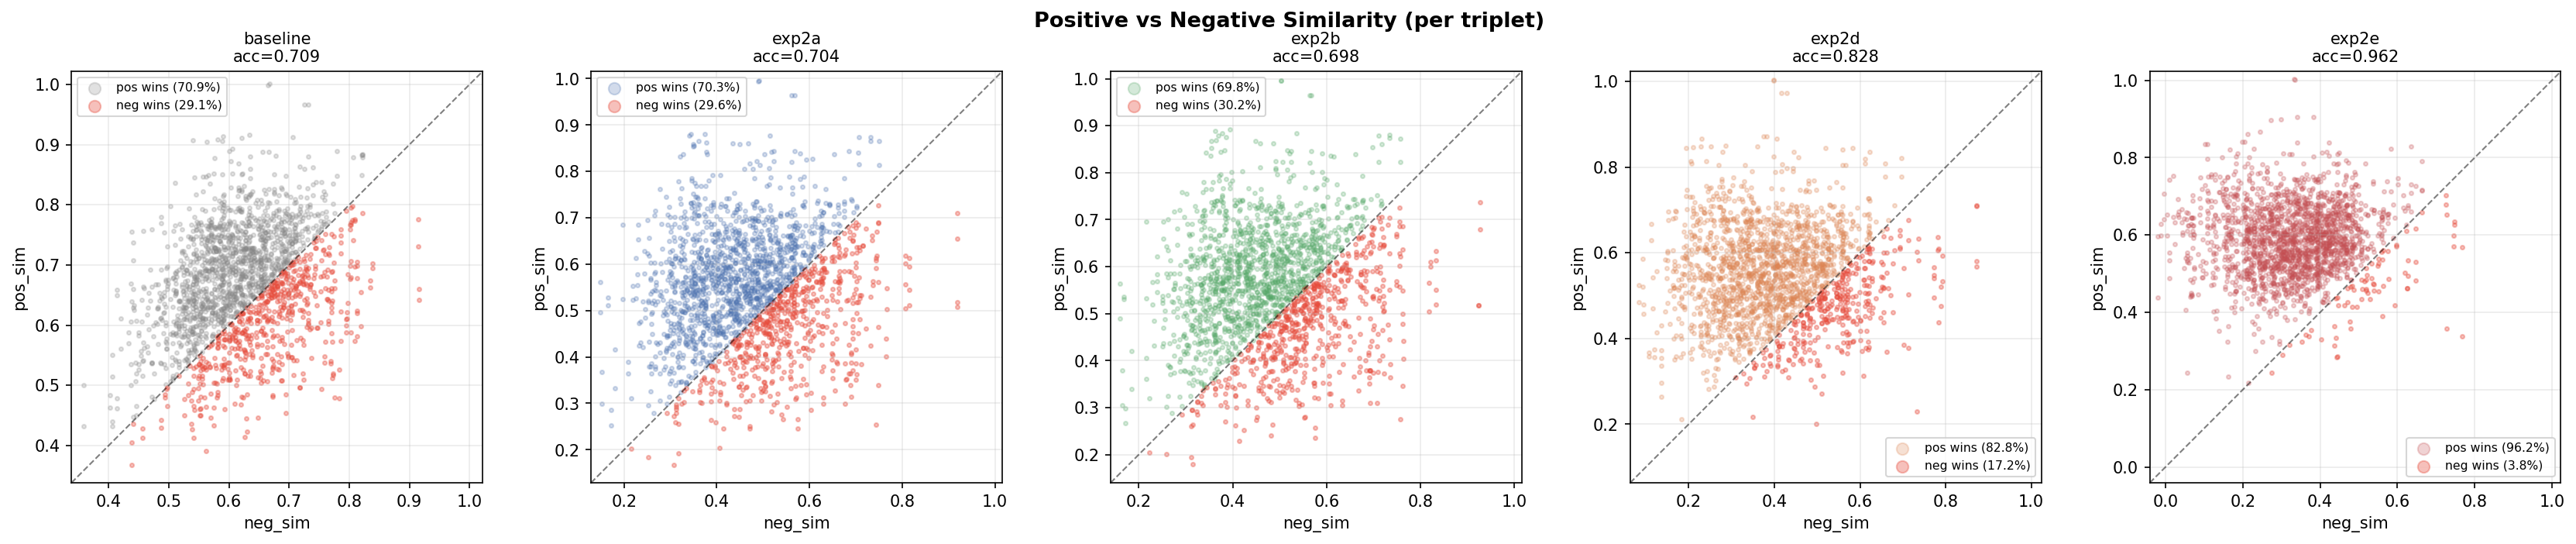 Positive vs Negative Similarity (per triplet)
baseline
acc=0.709
pos wins (70.9%)
neg wins (29.1%)
1.0
0.9
0.8
0.7
0.6
0.5
0.4
pos_sim
0.4 0.5 0.6 0.7 0.8 0.9 1.0
neg_sim
exp2a
acc=0.704
pos wins (70.3%)
neg wins (29.6%)
1.0
0.9
0.8
0.7
0.6
0.5
0.4
0.3
0.2
pos_sim
0.2 0.4 0.6 0.8 1.0
neg_sim
exp2b
acc=0.698
pos wins (69.8%)
neg wins (30.2%)
1.0
0.9
0.8
0.7
0.6
0.5
0.4
0.3
0.2
pos_sim
0.2 0.4 0.6 0.8 1.0
neg_sim
exp2d
acc=0.828
1.0
0.8
0.6
0.4
0.2
pos_sim
pos wins (82.8%)
neg wins (17.2%)
0.2 0.4 0.6 0.8 1.0
neg_sim
exp2e
acc=0.962
1.0
0.8
0.6
0.4
0.2
0.0
pos_sim
pos wins (96.2%)
neg wins (3.8%)
0.0 0.2 0.4 0.6 0.8 1.0
neg_sim